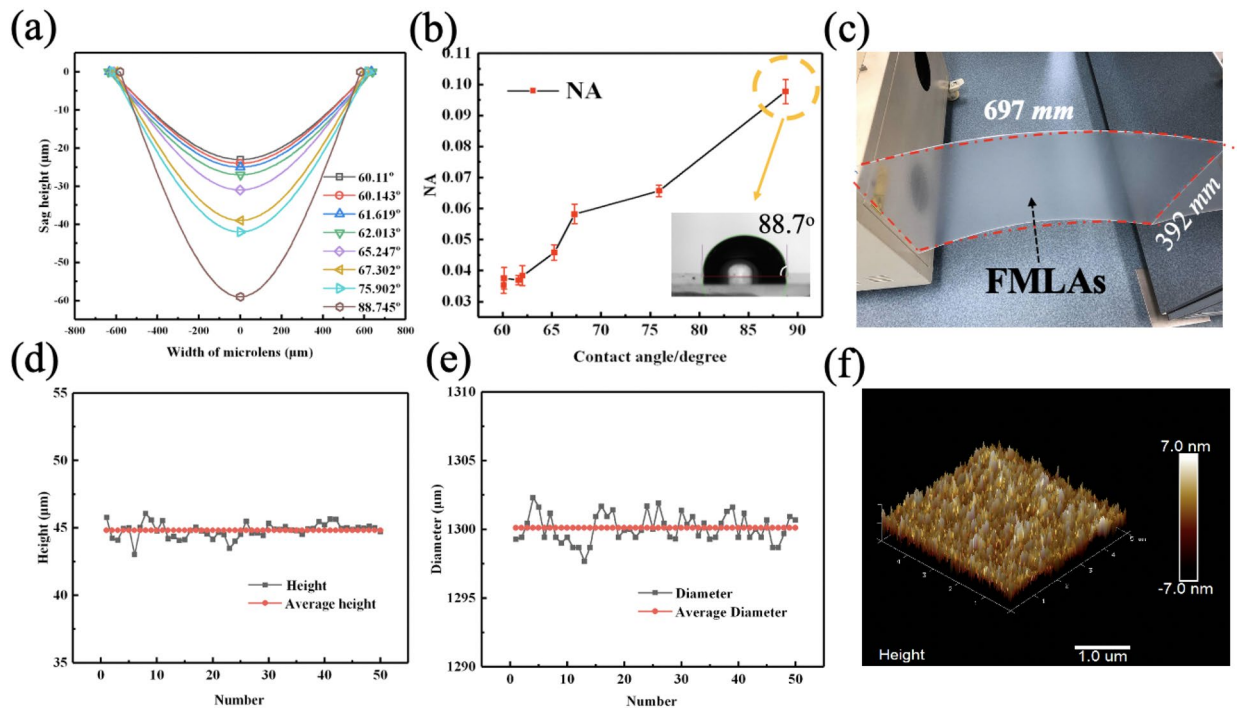 (a)
0
-10
-20
-30
-40
-50
-60
Sag height (μm)
60.11°
60.143°
61.619°
62.013°
65.247°
67.302°
75.902°
88.745°
-800 -600 -400 -200 0 200 400 600 800
Width of microlens (μm)
(b)
0.11
0.10
0.09
0.08
0.07
0.06
0.05
0.04
0.03
NA
NA
88.7°
60 65 70 75 80 85 90
Contact angle/degree
(c)
697 mm
392 mm
FMLAs
(d)
55
50
45
40
35
Height (μm)
Height
Average height
0 10 20 30 40 50
Number
(e)
1310
1305
1300
1295
1290
Diameter (μm)
Diameter
Average Diameter
0 10 20 30 40 50
Number
(f)
7.0 nm
-7.0 nm
Height
1.0 um